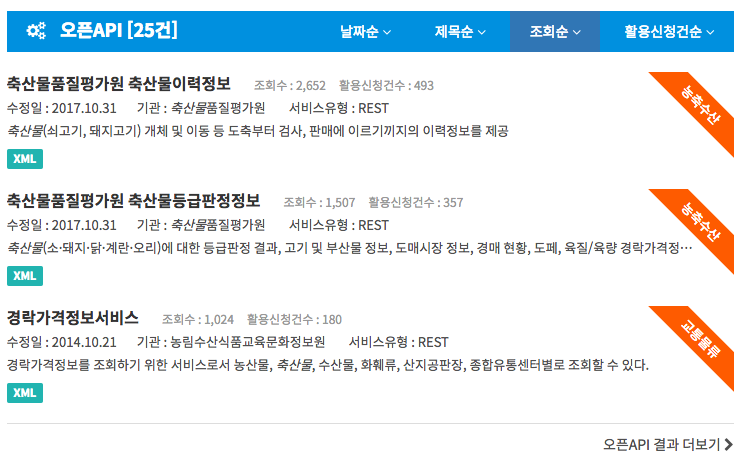 오픈API [25건] 날짜순 제목순 조회순 활용신청건순
축산물품질평가원 축산물이력정보 조회수 : 2,652 활용신청건수 : 493
농축수산
수정일 : 2017.10.31 기관 : 축산물품질평가원 서비스유형 : REST
축산물(쇠고기, 돼지고기) 개체 및 이동 등 도축부터 검사, 판매에 이르기끼지의 이력정보를 제공
XML
축산물품질평가원 축산물등급판정정보 조회수 : 1,507 활용신청건수 : 357
농축수산
수정일 : 2017.10.31 기관 : 축산물품질평가원 서비스유형 : REST
축산물(소·돼지·닭·계란·오리)에 대한 등급판정 결과, 고기 및 부산물 정보, 도매시장 정보, 경매 현황, 도폐, 육질/육량 경락가격정…
XML
경락가격정보서비스 조회수 : 1,024 활용신청건수 : 180
교통물류
수정일 : 2014.10.21 기관 : 농림수산식품교육문화정보원 서비스유형 : REST
경락가격정보를 조회하기 위한 서비스로서 농산물, 축산물, 수산물, 화훼류, 산지공판장, 종합유통센터별로 조회할 수 있다.
XML
오픈API 결과 더보기